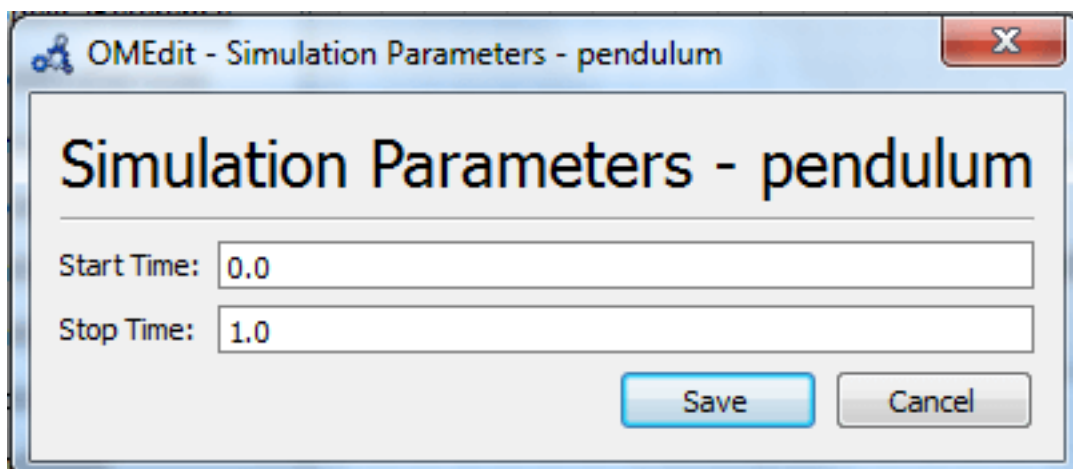 OMEdit - Simulation Parameters - pendulum
Simulation Parameters - pendulum
Start Time: 0.0
Stop Time: 1.0
Save Cancel